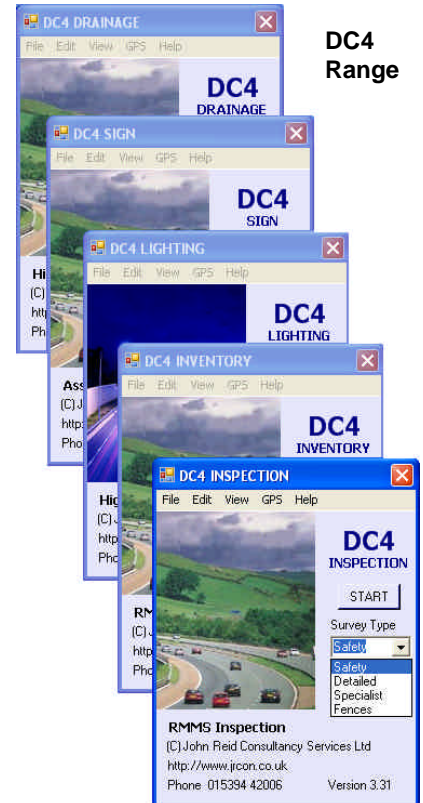 DC4
Range
DC4 DRAINAGE
File Edit View GPS Help
DC4
DRAINAGE
DC4 SIGN
File Edit View GPS Help
DC4
SIGN
DC4 LIGHTING
File Edit View GPS Help
DC4
LIGHTING
DC4 INVENTORY
File Edit View GPS Help
DC4
INVENTORY
DC4 INSPECTION
File Edit View GPS Help
DC4
INSPECTION
START
Survey Type
Safety
Safety
Detailed
Specialist
Fences
RMMS Inspection
(C)John Reid Consultancy Services Ltd
http://www.jrcon.co.uk
Phone 015394 42006 Version 3.31